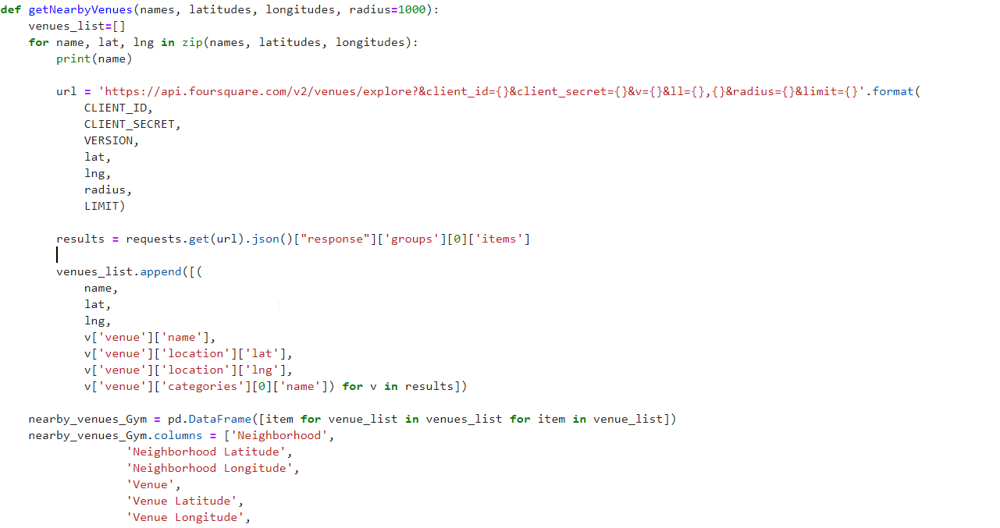 def getNearbyVenues(names, latitudes, longitudes, radius=1000):
    venues_list=[]
    for name, lat, lng in zip(names, latitudes, longitudes):
        print(name)

        url = 'https://api.foursquare.com/v2/venues/explore?&client_id={}&client_secret={}&v={}&ll={},{}&radius={}&limit={}'.format(
            CLIENT_ID,
            CLIENT_SECRET,
            VERSION,
            lat,
            lng,
            radius,
            LIMIT)

        results = requests.get(url).json()["response"]['groups'][0]['items']

        venues_list.append([(
            name,
            lat,
            lng,
            v['venue']['name'],
            v['venue']['location']['lat'],
            v['venue']['location']['lng'],
            v['venue']['categories'][0]['name']) for v in results])

    nearby_venues_Gym = pd.DataFrame([item for venue_list in venues_list for item in venue_list])
    nearby_venues_Gym.columns = ['Neighborhood',
                  'Neighborhood Latitude',
                  'Neighborhood Longitude',
                  'Venue',
                  'Venue Latitude',
                  'Venue Longitude',